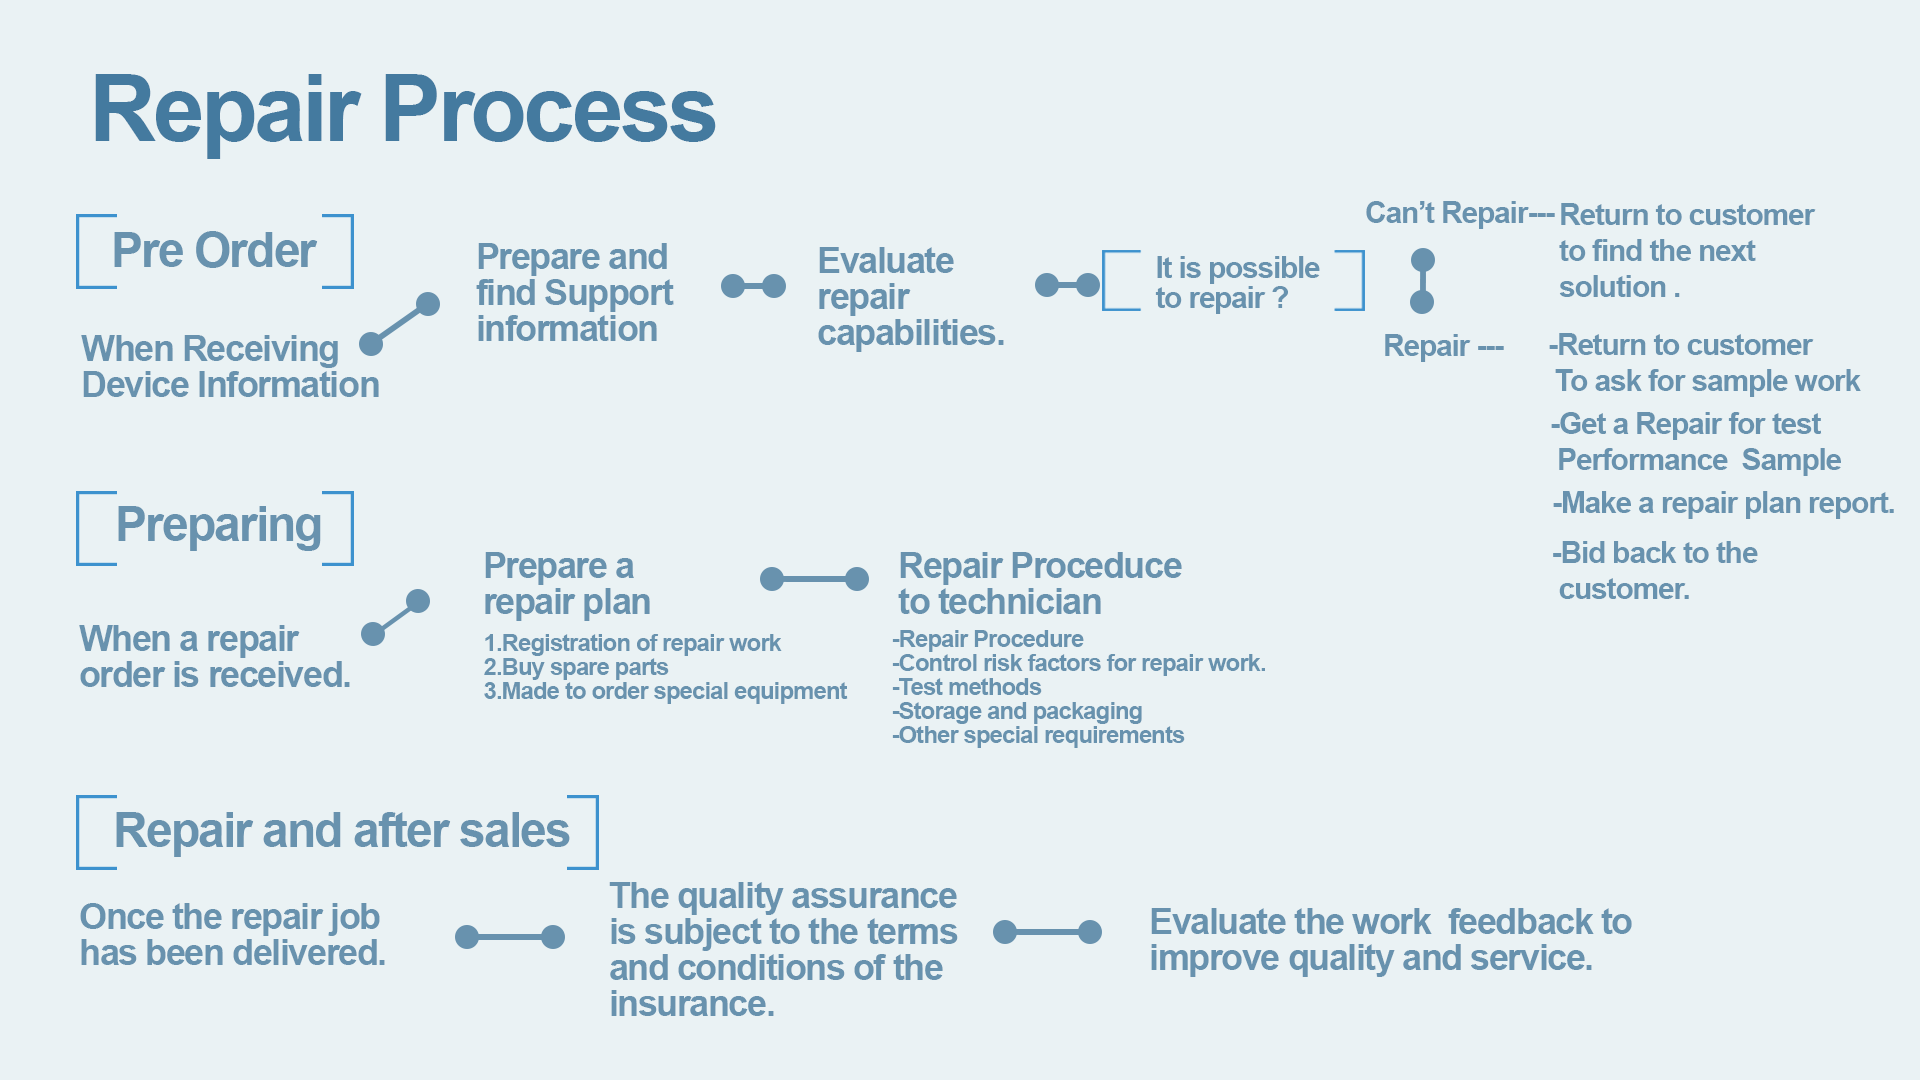 Repair Process
Pre Order
When Receiving
Device Information
Prepare and
find Support
information
Evaluate
repair
capabilities.
It is possible
to repair ?
Can’t Repair---
Return to customer
to find the next
solution .
Repair ---
-Return to customer
To ask for sample work
-Get a Repair for test
Performance  Sample
-Make a repair plan report.
-Bid back to the
customer.
Preparing
When a repair
order is received.
Prepare a
repair plan
1.Registration of repair work
2.Buy spare parts
3.Made to order special equipment
Repair Proceduce
to technician
-Repair Procedure
-Control risk factors for repair work.
-Test methods
-Storage and packaging
-Other special requirements
Repair and after sales
Once the repair job
has been delivered.
The quality assurance
is subject to the terms
and conditions of the
insurance.
Evaluate the work  feedback to
improve quality and service.